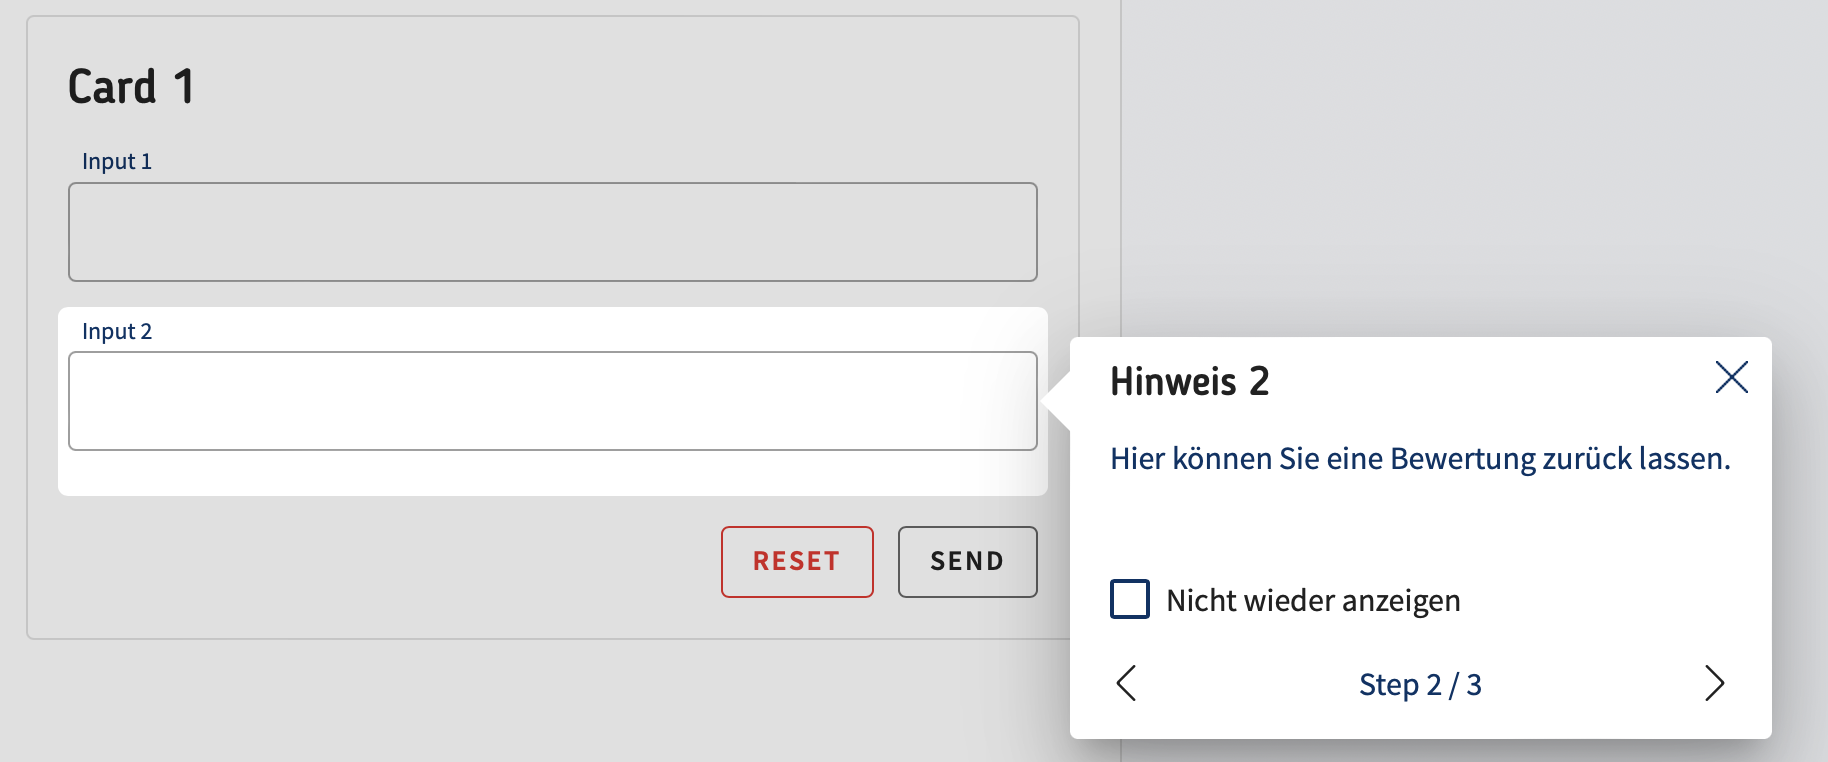 Card 1
Input 1
Input 2
RESET
SEND
Hinweis 2
Hier können Sie eine Bewertung zurück lassen.
Nicht wieder anzeigen
Step 2 / 3